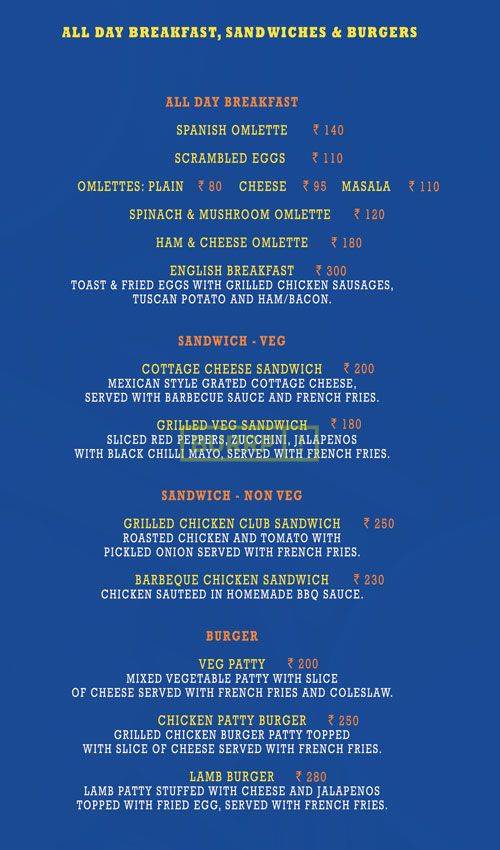 ALL DAY BREAKFAST, SANDWICHES & BURGERS
ALL DAY BREAKFAST
SPANISH OMLETTE ₹ 140
SCRAMBLED EGGS ₹ 110
OMLETTES: PLAIN ₹ 80 CHEESE ₹ 95 MASALA ₹ 110
SPINACH & MUSHROOM OMLETTE ₹ 120
HAM & CHEESE OMLETTE ₹ 180
ENGLISH BREAKFAST ₹ 300
TOAST & FRIED EGGS WITH GRILLED CHICKEN SAUSAGES,
TUSCAN POTATO AND HAM/BACON.
SANDWICH - VEG
COTTAGE CHEESE SANDWICH ₹ 200
MEXICAN STYLE GRATED COTTAGE CHEESE,
SERVED WITH BARBECUE SAUCE AND FRENCH FRIES.
GRILLED VEG SANDWICH ₹ 180
SLICED RED PEPPERS, ZUCCHINI, JALAPENOS
WITH BLACK CHILLI MAYO. SERVED WITH FRENCH FRIES.
SANDWICH - NON VEG
GRILLED CHICKEN CLUB SANDWICH ₹ 250
ROASTED CHICKEN AND TOMATO WITH
PICKLED ONION SERVED WITH FRENCH FRIES.
BARBEQUE CHICKEN SANDWICH ₹ 230
CHICKEN SAUTEED IN HOMEMADE BBQ SAUCE.
BURGER
VEG PATTY ₹ 200
MIXED VEGETABLE PATTY WITH SLICE
OF CHEESE SERVED WITH FRENCH FRIES AND COLESLAW.
CHICKEN PATTY BURGER ₹ 250
GRILLED CHICKEN BURGER PATTY TOPPED
WITH SLICE OF CHEESE SERVED WITH FRENCH FRIES.
LAMB BURGER ₹ 280
LAMB PATTY STUFFED WITH CHEESE AND JALAPENOS
TOPPED WITH FRIED EGG, SERVED WITH FRENCH FRIES.